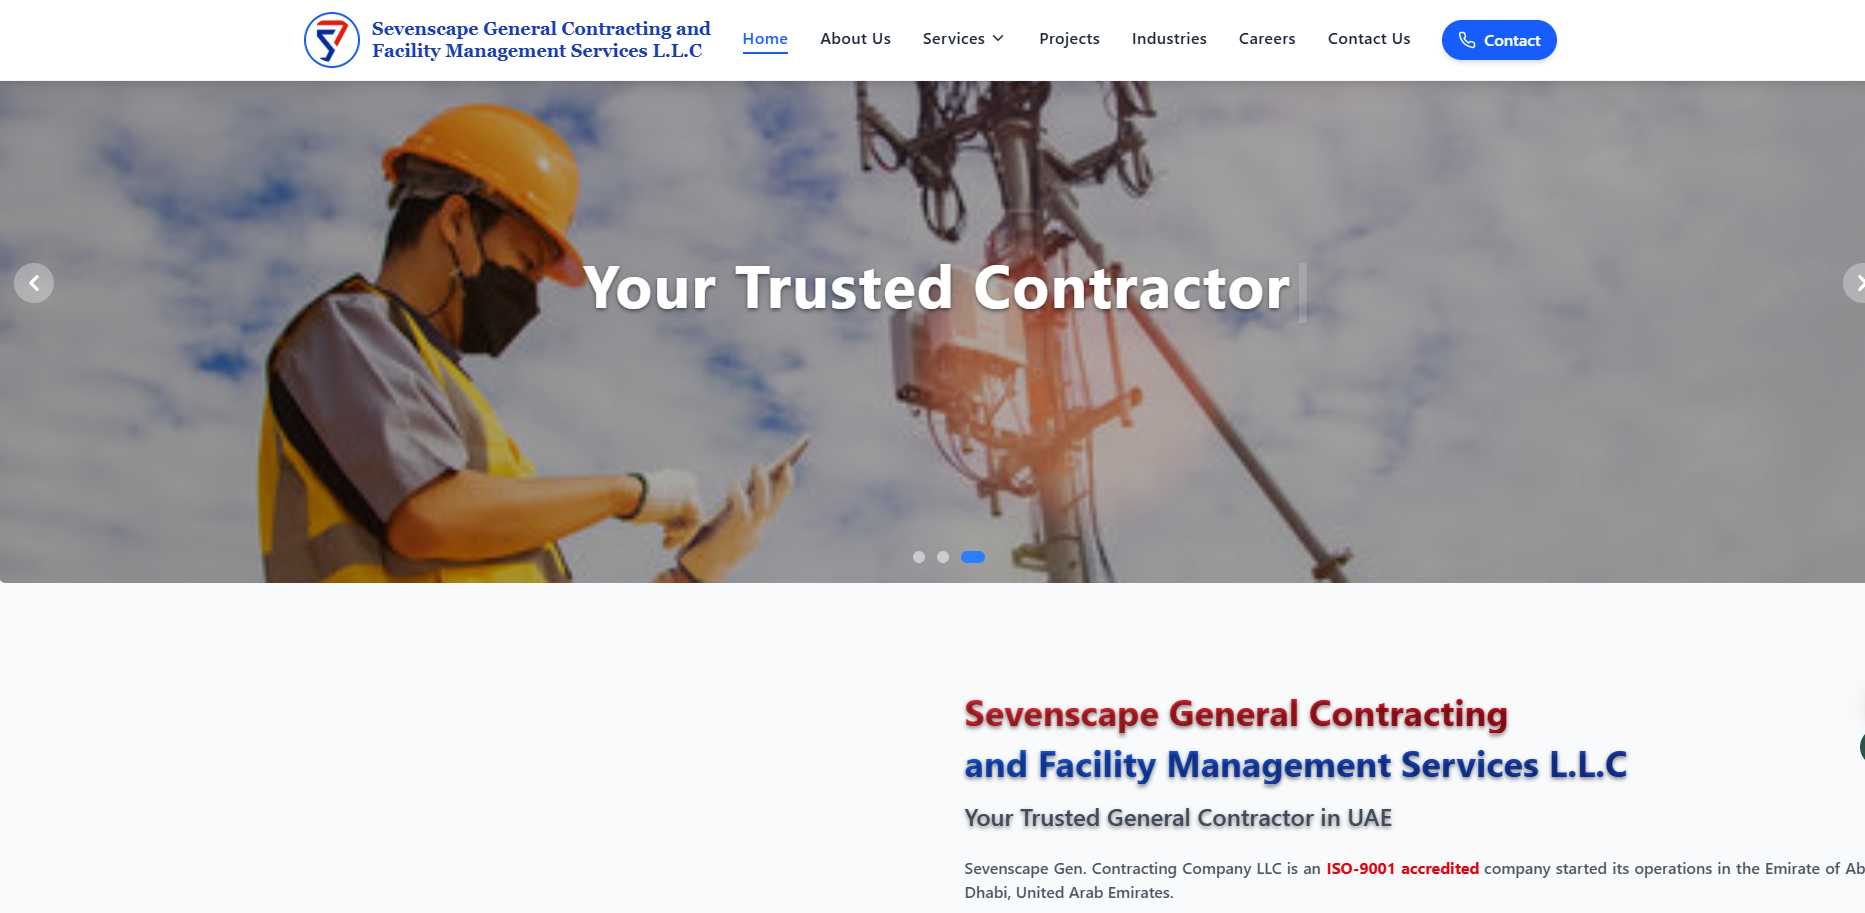 Sevenscape General Contracting and
Facility Management Services L.L.C
Home
About Us
Services
Projects
Industries
Careers
Contact Us
Contact
Your Trusted Contractor
Sevenscape General Contracting
and Facility Management Services L.L.C
Your Trusted General Contractor in UAE
Sevenscape Gen. Contracting Company LLC is an ISO-9001 accredited company started its operations in the Emirate of Ab
Dhabi, United Arab Emirates.